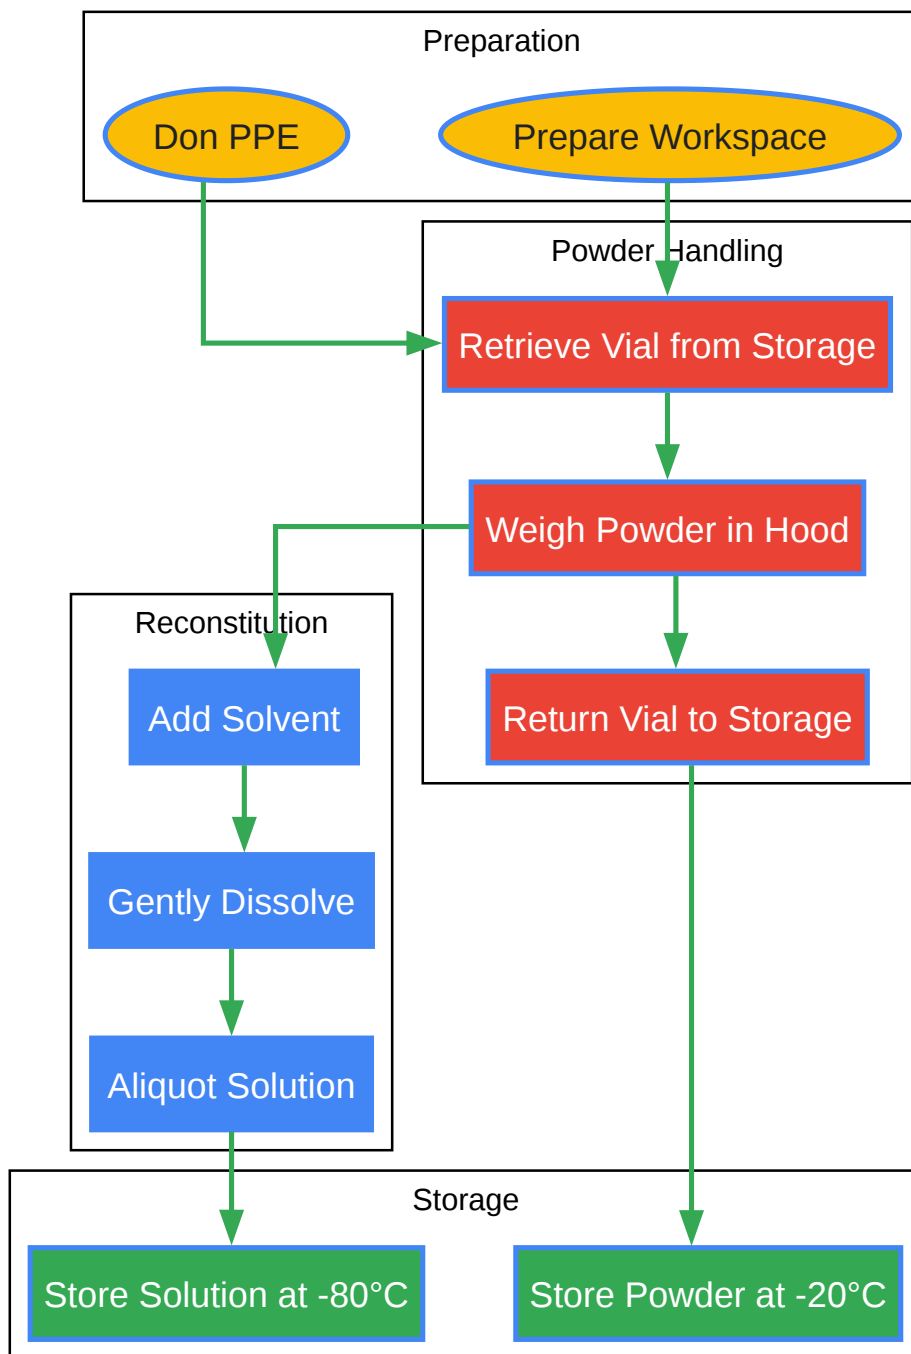 Preparation
Don PPE
Prepare Workspace
Powder Handling
Retrieve Vial from Storage
Weigh Powder in Hood
Reconstitution
Add Solvent
Return Vial to Storage
Gently Dissolve
Aliquot Solution
Storage
Store Solution at -80°C
Store Powder at -20°C